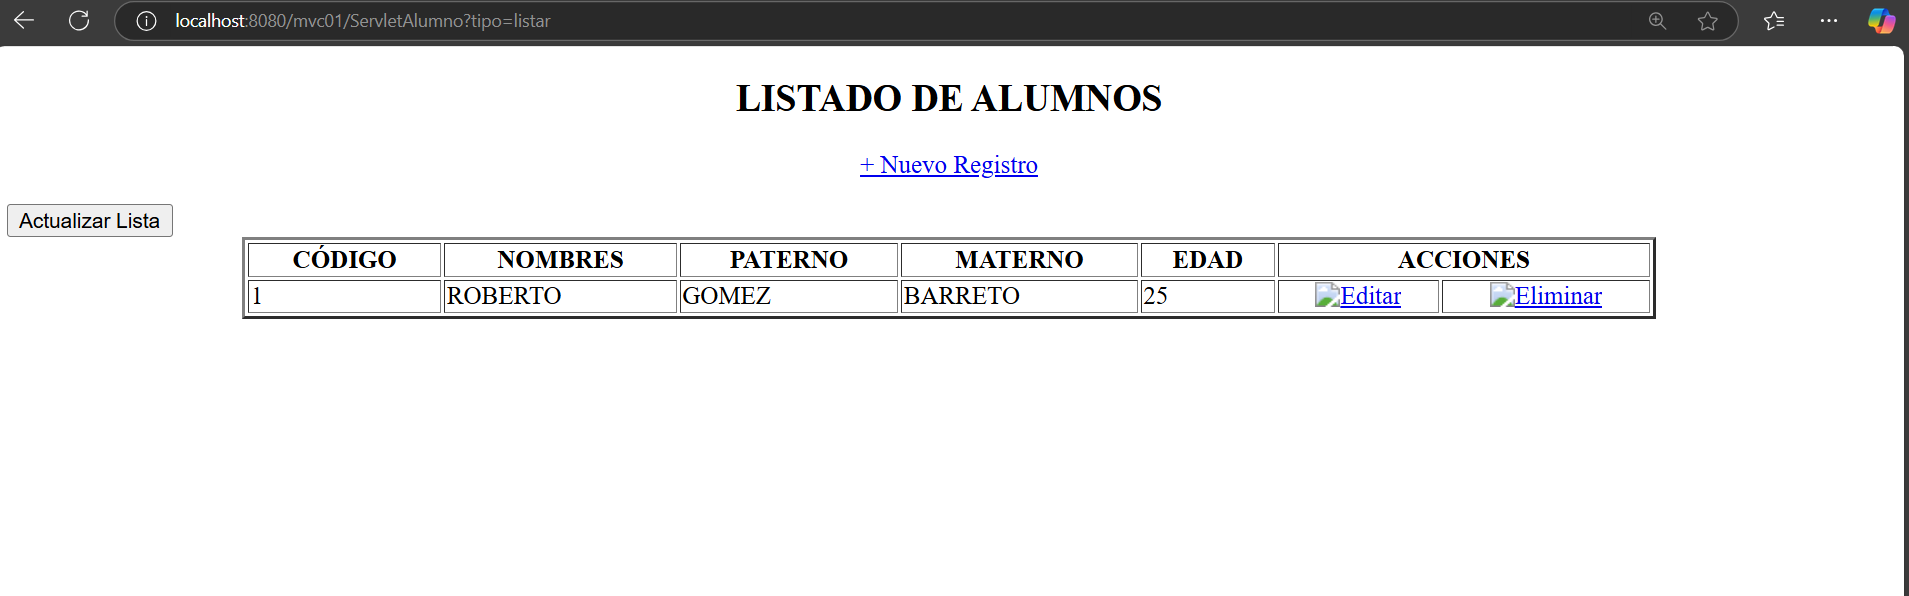 localhost:8080/mvc01/ServletAlumno?tipo=listar
LISTADO DE ALUMNOS
+ Nuevo Registro
Actualizar Lista
CÓDIGO NOMBRES PATERNO MATERNO EDAD ACCIONES
1 ROBERTO GOMEZ BARRETO 25 Editar Eliminar